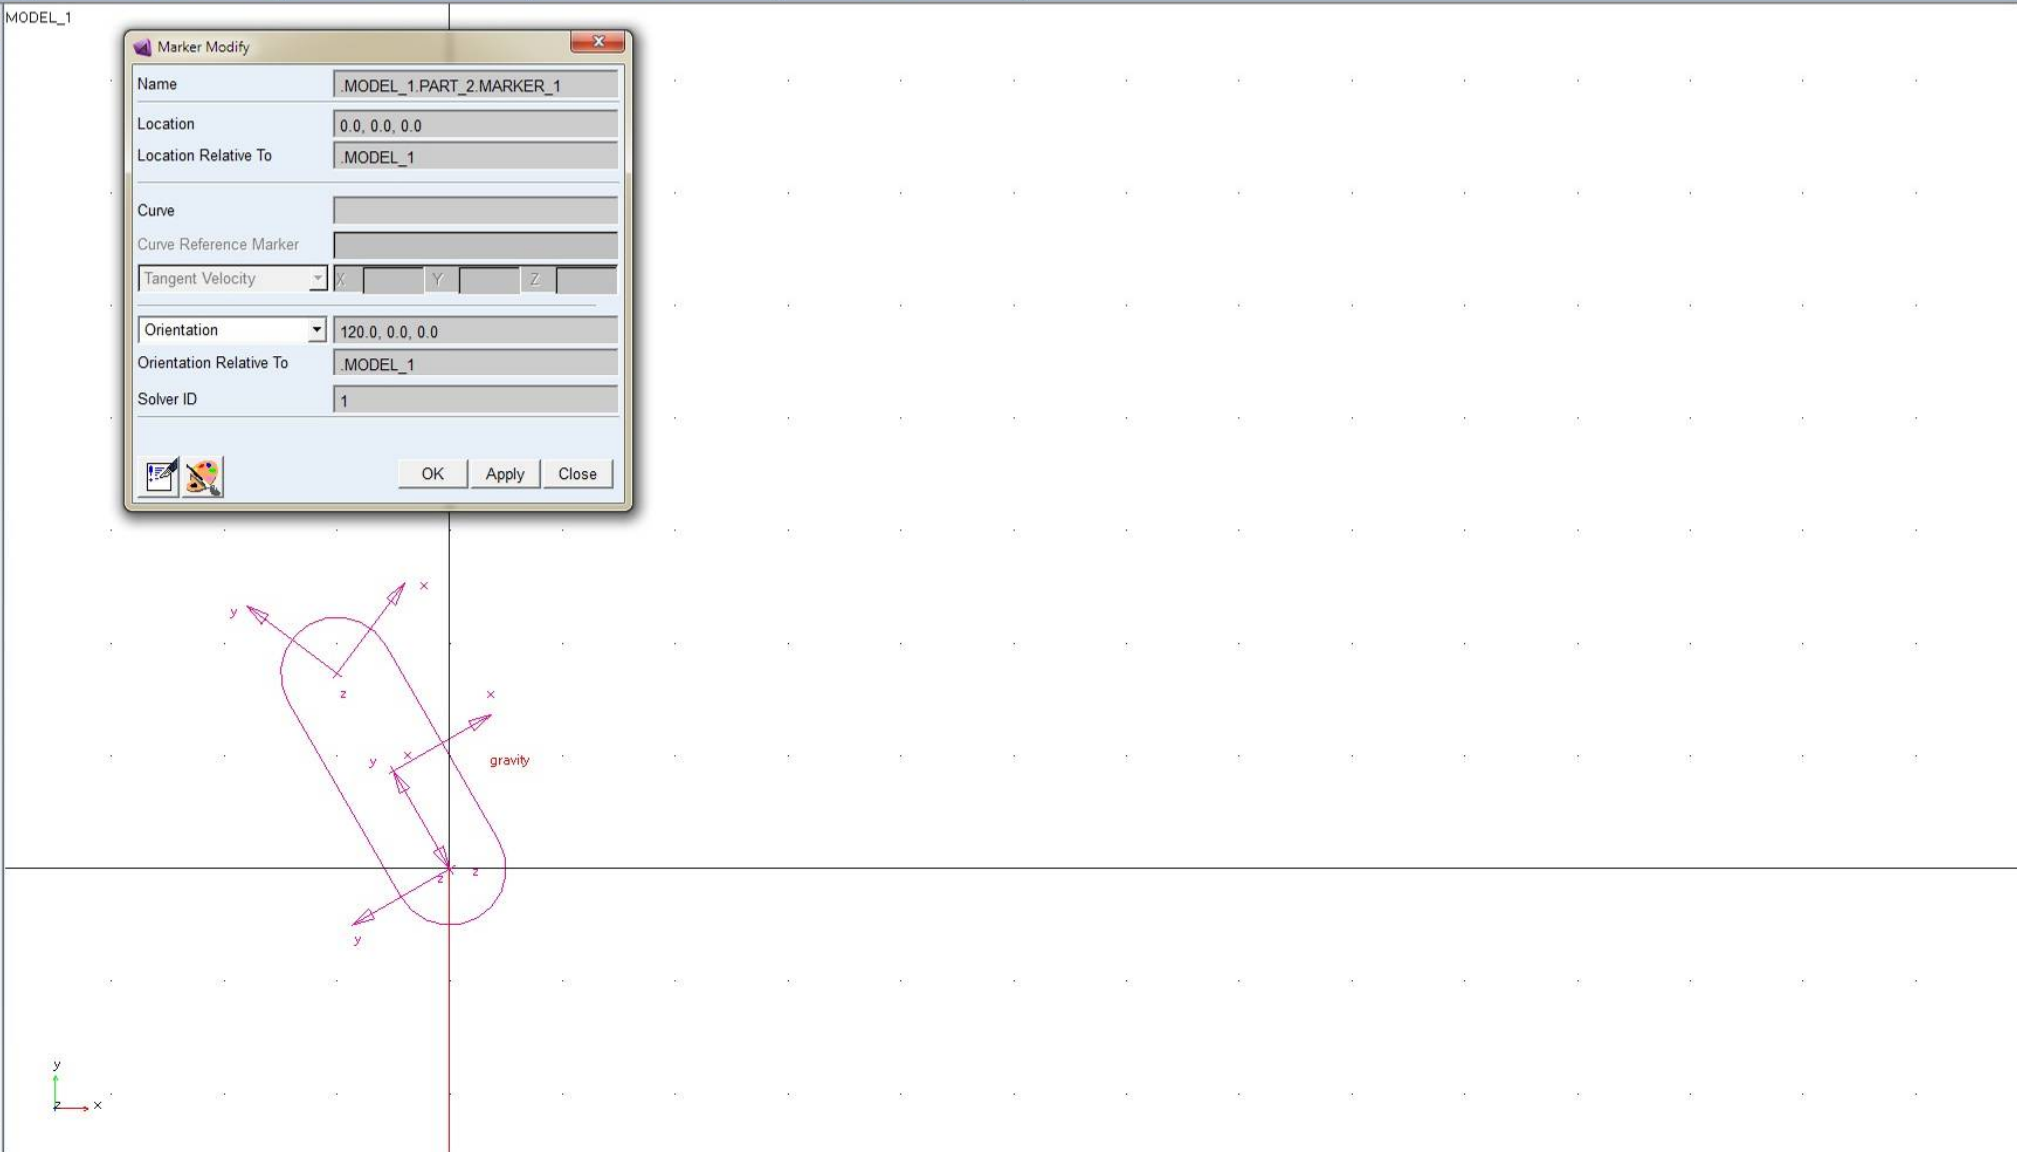 MODEL_1
Marker Modify
Name .MODEL_1.PART_2.MARKER_1
Location 0.0, 0.0, 0.0
Location Relative To .MODEL_1
Curve
Curve Reference Marker
Tangent Velocity X Y Z
Orientation 120.0, 0.0, 0.0
Orientation Relative To .MODEL_1
Solver ID 1
OK Apply Close
x
y
z
x
y x
gravity
z z
y
y
z x